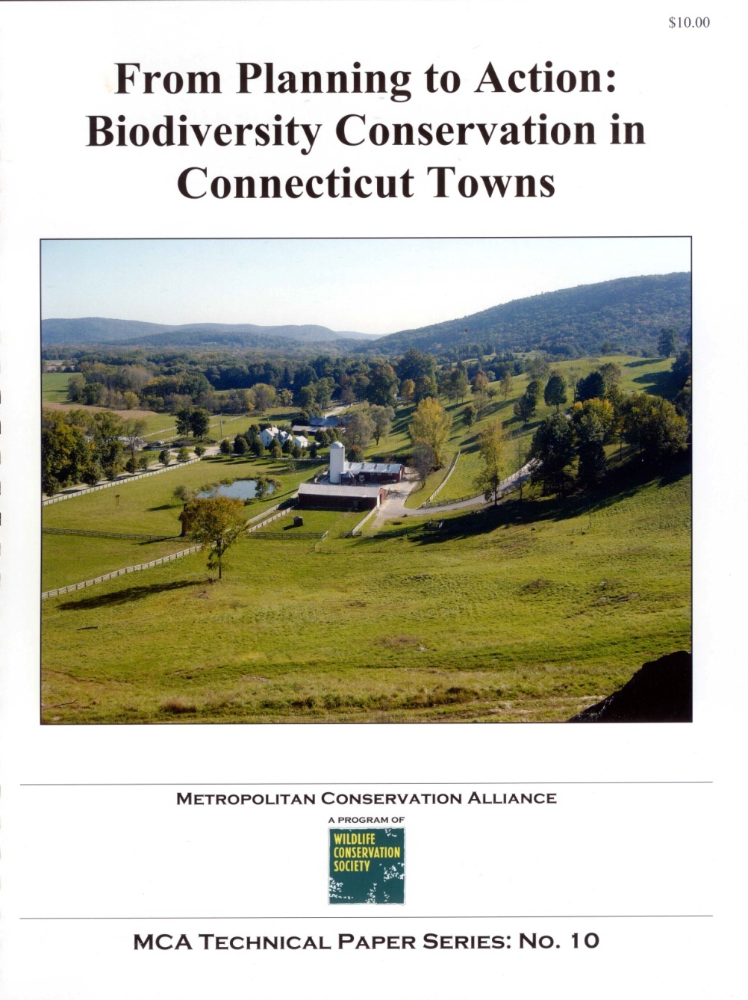 $10.00
From Planning to Action:
Biodiversity Conservation in
Connecticut Towns
Metropolitan Conservation Alliance
A PROGRAM OF
WILDLIFE
CONSERVATION
SOCIETY
MCA Technical Paper Series: No. 10